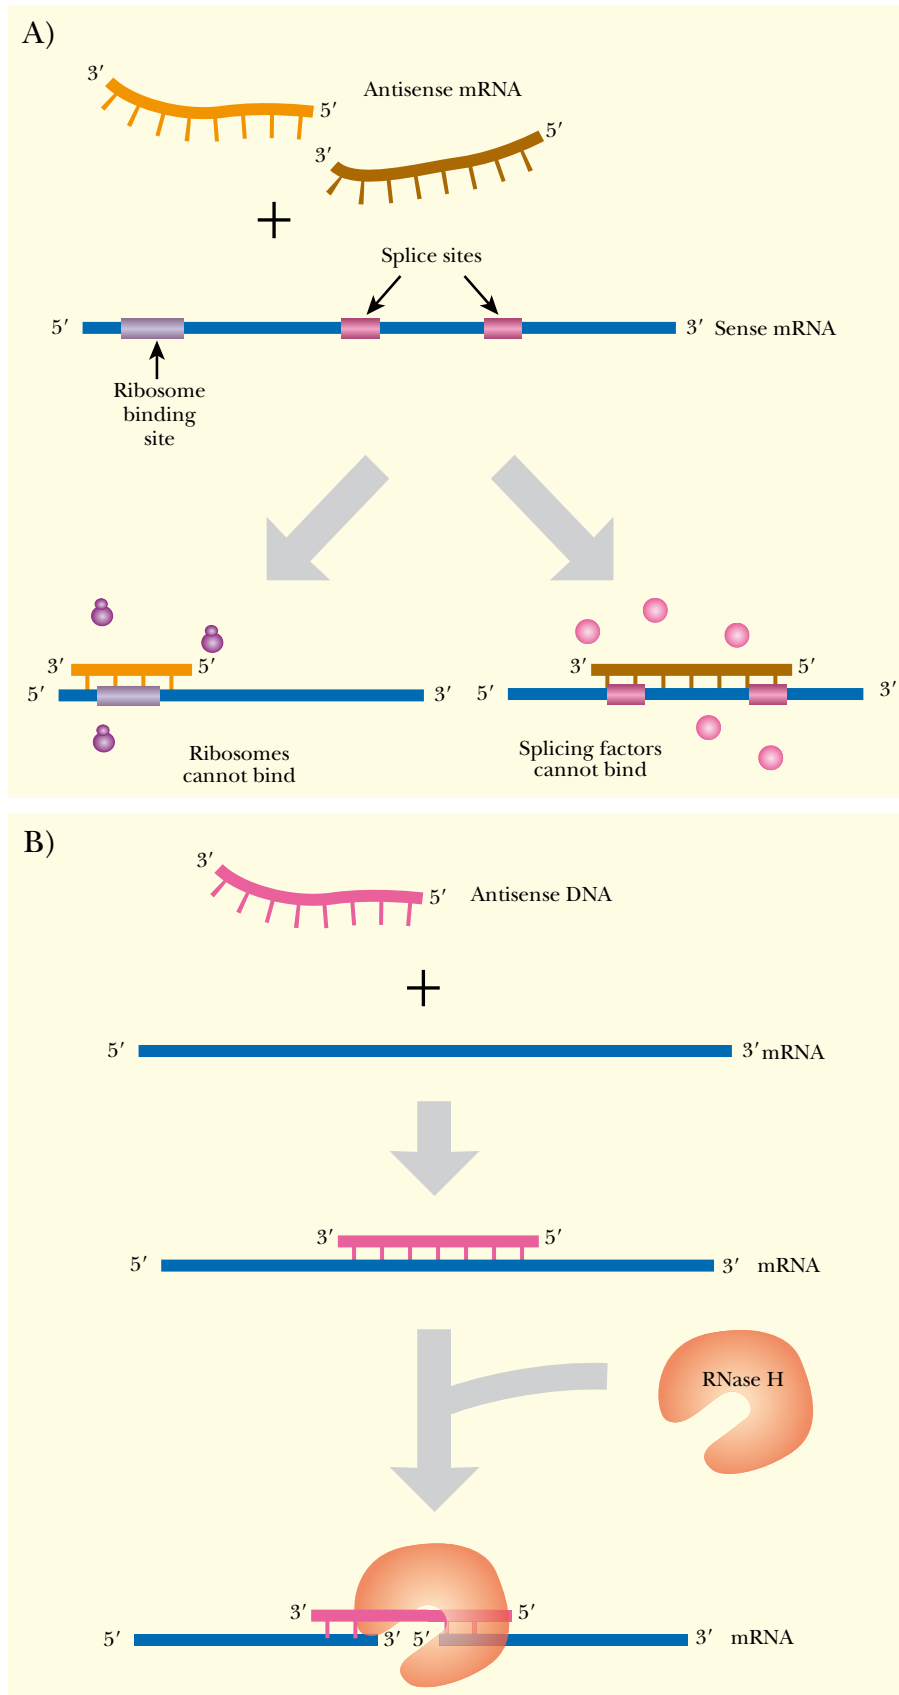 A)
3′
5′
Antisense mRNA
3′
5′
Splice sites
5′
3′ Sense mRNA
Ribosome
binding
site
3′
5′
5′
3′
Ribosomes
cannot bind
3′
5′
5′
3′
Splicing factors
cannot bind
B)
3′
5′
Antisense DNA
5′
3′ mRNA
3′
5′
5′
3′ mRNA
RNase H
3′
5′
5′
3′ 5′
3′ mRNA